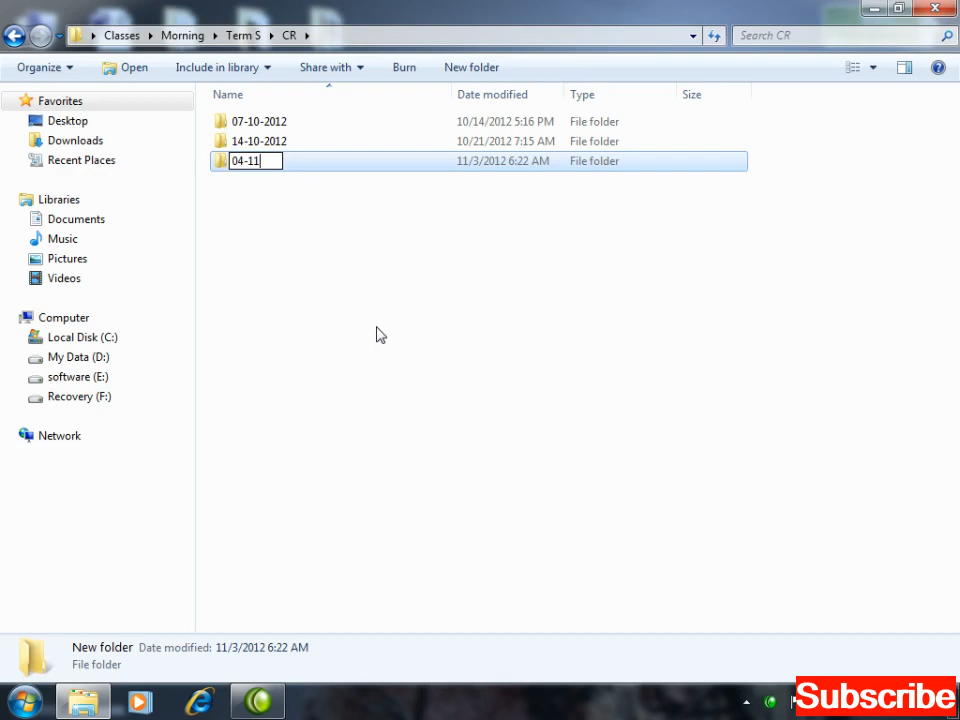 Classes Morning Term S CR
Search CR
Organize Open Include in library Share with Burn New folder
Favorites
Desktop
Downloads
Recent Places
Libraries
Documents
Music
Pictures
Videos
Computer
Local Disk (C:)
My Data (D:)
software (E:)
Recovery (F:)
Network
Name Date modified Type Size
07-10-2012 10/14/2012 5:16 PM File folder
14-10-2012 10/21/2012 7:15 AM File folder
04-11 11/3/2012 6:22 AM File folder
New folder Date modified: 11/3/2012 6:22 AM
File folder
Subscribe